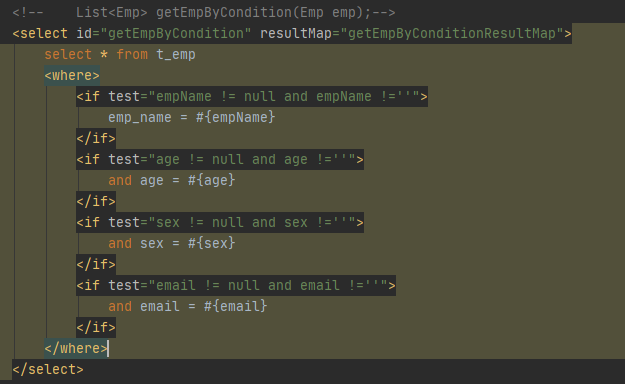 <!--    List<Emp> getEmpByCondition(Emp emp);-->
<select id="getEmpByCondition" resultMap="getEmpByConditionResultMap">
    select * from t_emp
    <where>
        <if test="empName != null and empName !=''">
            emp_name = #{empName}
        </if>
        <if test="age != null and age !=''">
            and age = #{age}
        </if>
        <if test="sex != null and sex !=''">
            and sex = #{sex}
        </if>
        <if test="email != null and email !=''">
            and email = #{email}
        </if>
    </where>
</select>